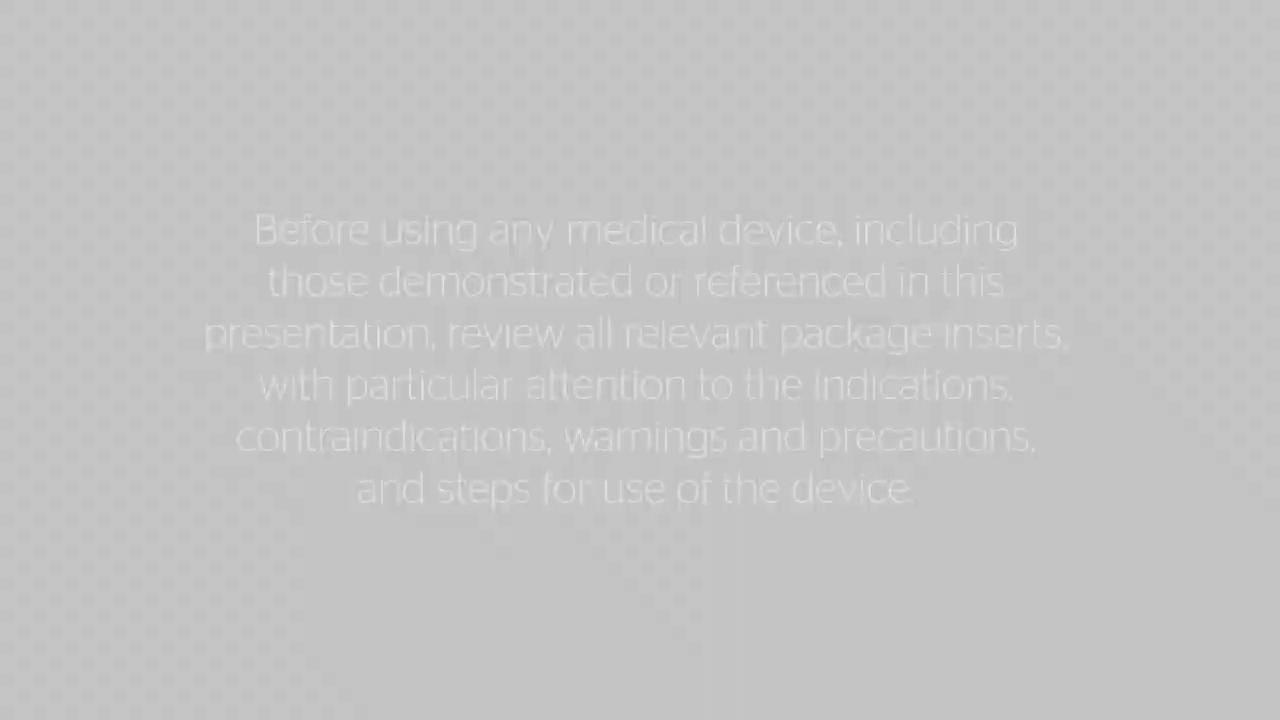 Before using any medical device, including
those demonstrated or referenced in this
presentation, review all relevant package inserts,
with particular attention to the indications,
contraindications, warnings and precautions,
and steps for use of the device.